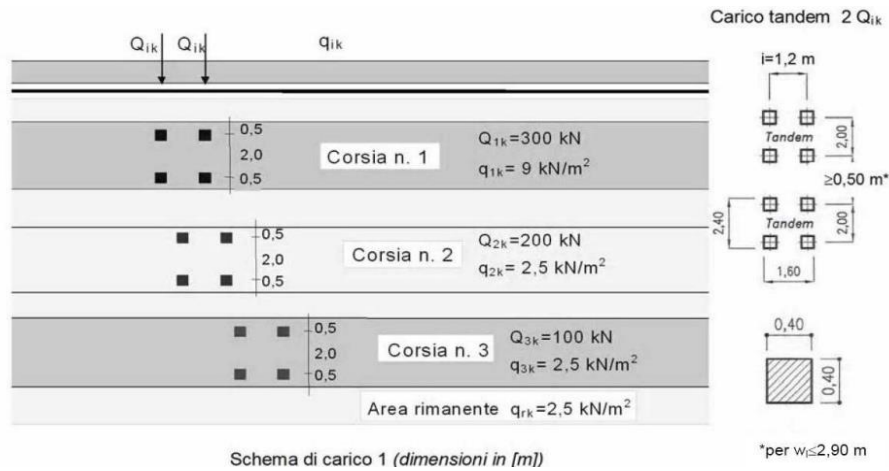 Carico tandem 2 Qik
Qik Qik qik
i=1,2 m
0,5
2,0
0,5
Corsia n. 1
Q1k=300 kN
q1k= 9 kN/m²
Tandem
2,00
≥0,50 m*
0,5
2,0
0,5
Corsia n. 2
Q2k=200 kN
q2k= 2,5 kN/m²
2,40
Tandem
2,00
1,60
0,5
2,0
0,5
Corsia n. 3
Q3k=100 kN
q3k= 2,5 kN/m²
0,40
0,40
Area rimanente qrk=2,5 kN/m²
*per wl≤2,90 m
Schema di carico 1 (dimensioni in [m])